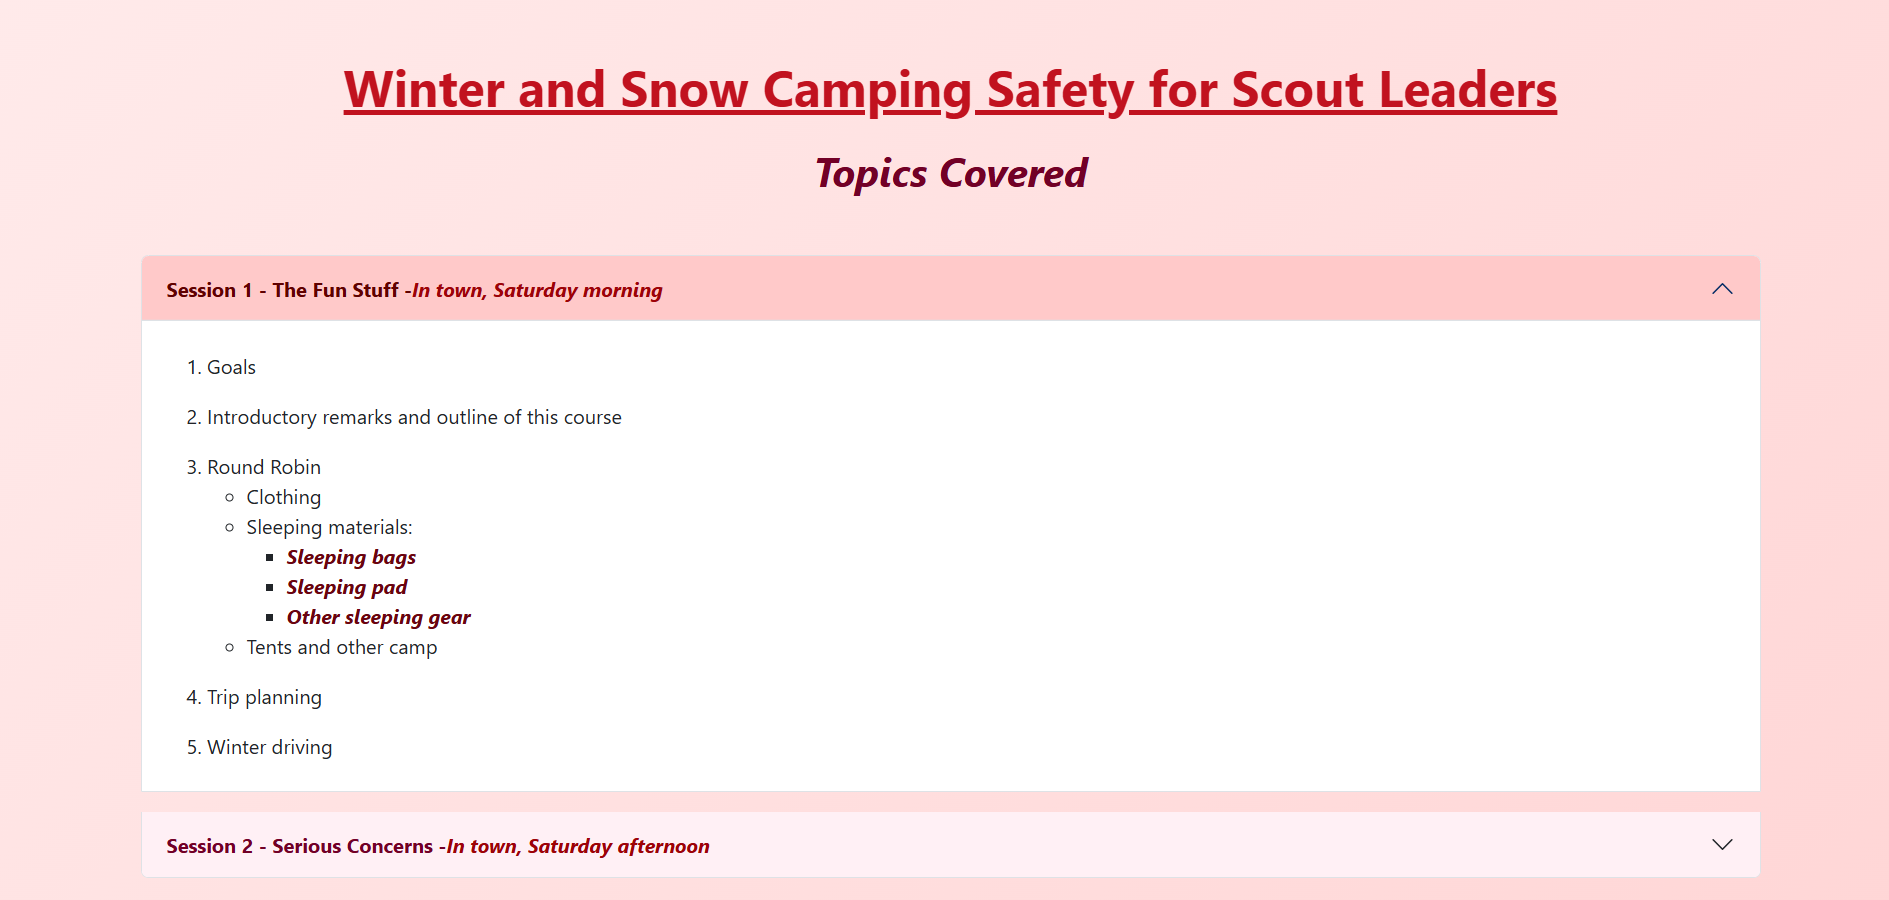 Winter and Snow Camping Safety for Scout Leaders
Topics Covered
Session 1 - The Fun Stuff -In town, Saturday morning
1. Goals
2. Introductory remarks and outline of this course
3. Round Robin
Clothing
Sleeping materials:
Sleeping bags
Sleeping pad
Other sleeping gear
Tents and other camp
4. Trip planning
5. Winter driving
Session 2 - Serious Concerns -In town, Saturday afternoon